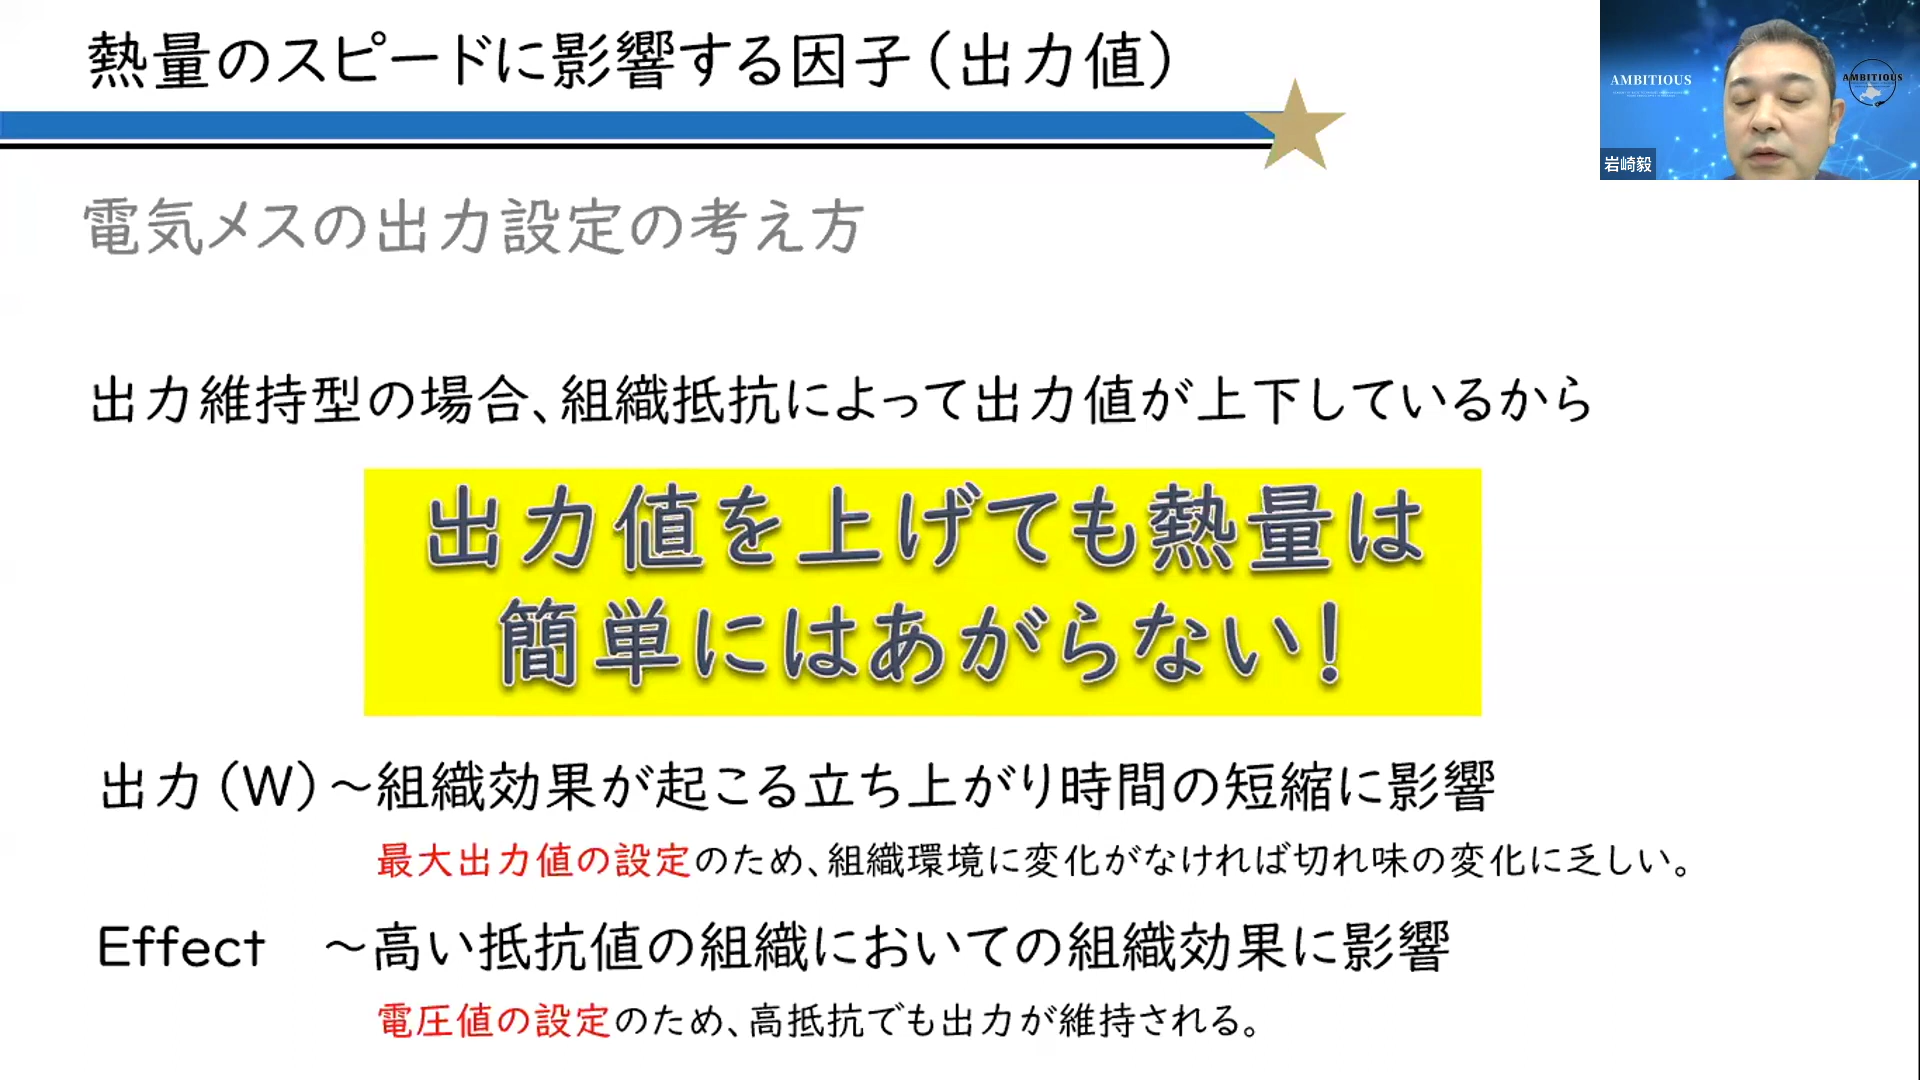 熱量のスピードに影響する因子（出力値）
AMBITIOUS
AMBITIOUS
岩崎毅
電気メスの出力設定の考え方
出力維持型の場合、組織抵抗によって出力値が上下しているから
出力値を上げても熱量は
簡単にはあがらない！
出力（W）～組織効果が起こる立ち上がり時間の短縮に影響
最大出力値の設定のため、組織環境に変化がなければ切れ味の変化に乏しい。
Effect　～高い抵抗値の組織においての組織効果に影響
電圧値の設定のため、高抵抗でも出力が維持される。